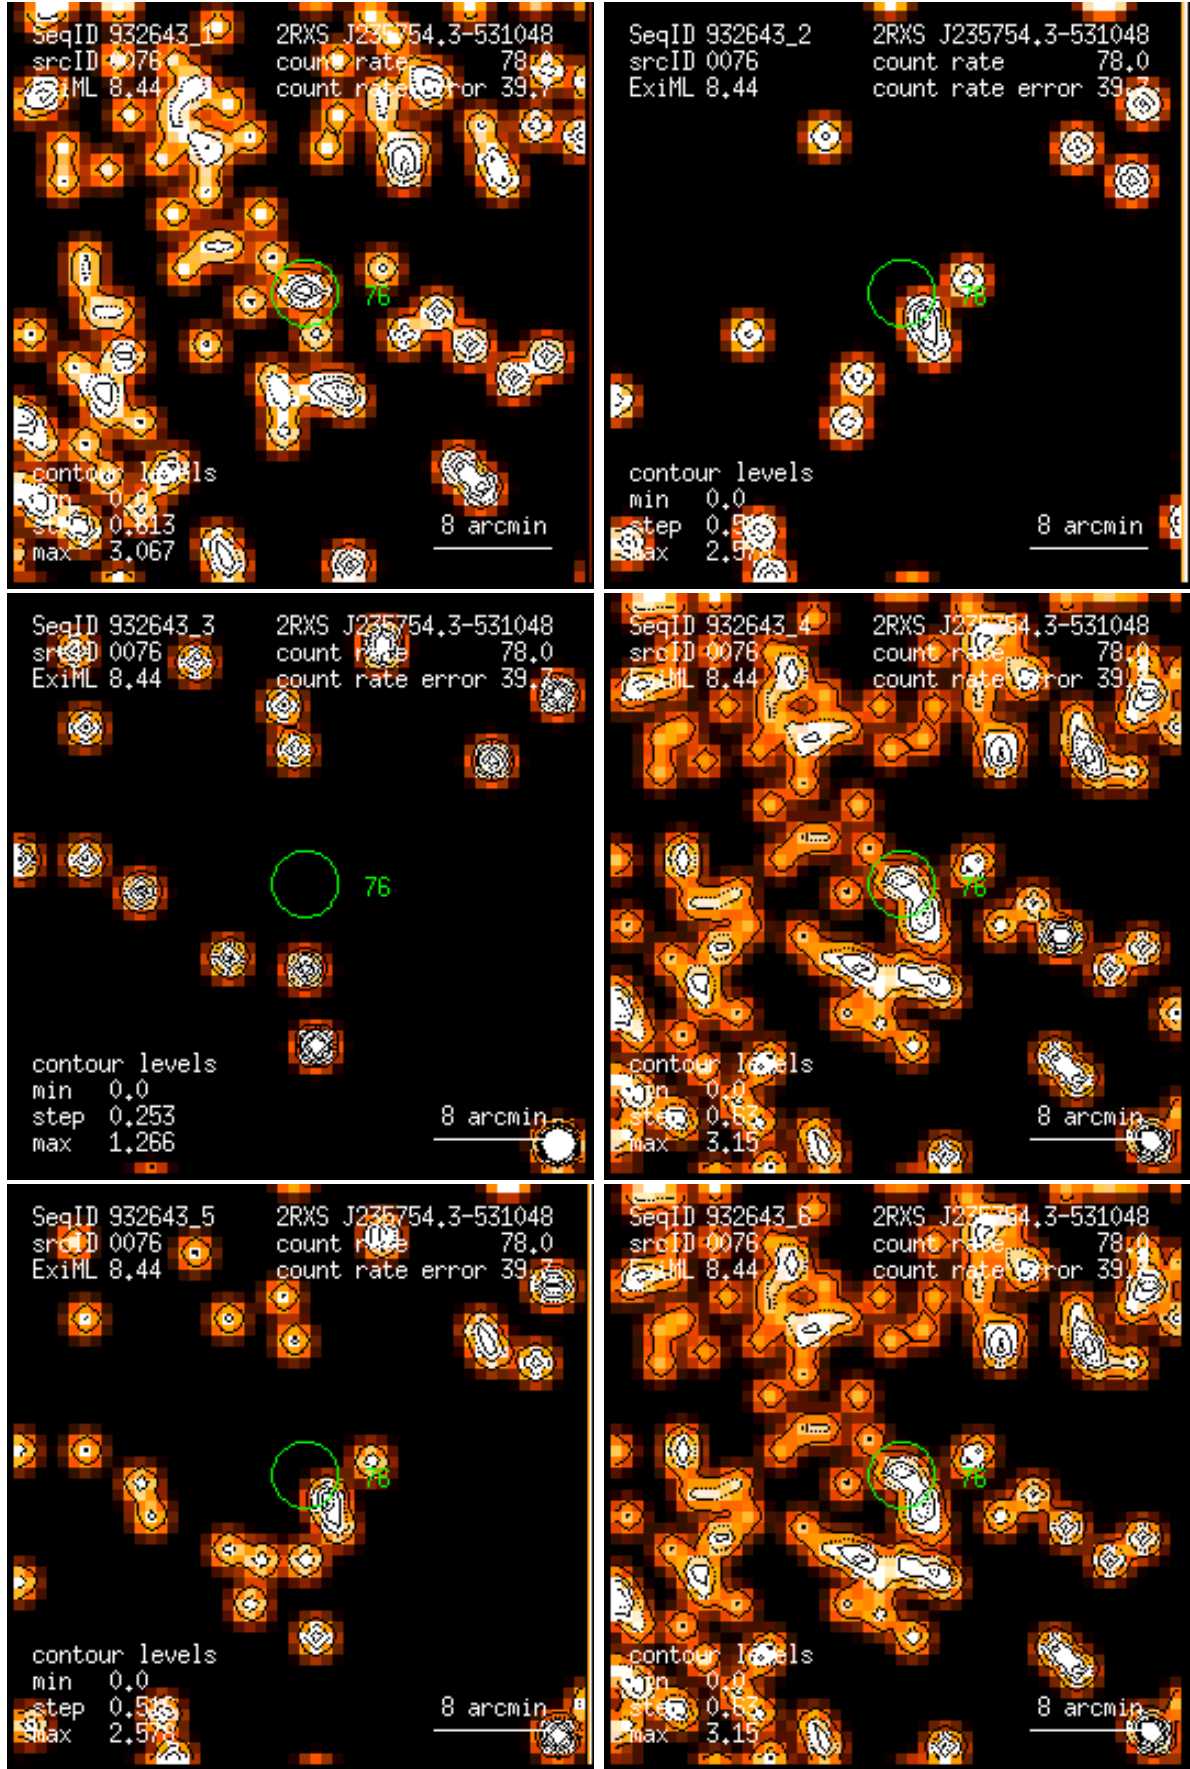 SeqID 932643_1 2RXS J235754.3-531048
srcID 0076 count rate 78.0
ExiML 8.44 count rate error 39.7
76
contour levels
min 0.0
step 0.613 8 arcmin
max 3.067
SeqID 932643_2 2RXS J235754.3-531048
srcID 0076 count rate 78.0
ExiML 8.44 count rate error 39.7
76
contour levels
min 0.0
step 8 arcmin
max
SeqID 932643_3 2RXS J235754.3-531048
srcID 0076 count rate 78.0
ExiML 8.44 count rate error 39.7
76
contour levels
min 0.0
step 0.253 8 arcmin
max 1.266
SeqID 932643_4 2RXS J235754.3-531048
srcID 0076 count rate 78.0
ExiML 8.44 count rate error 39.7
76
contour levels
min 0.0
step 0.63 8 arcmin
max 3.15
SeqID 932643_5 2RXS J235754.3-531048
srcID 0076 count rate 78.0
ExiML 8.44 count rate error 39.7
76
contour levels
min 0.0
step 8 arcmin
max 2.578
SeqID 932643_6 2RXS J235754.3-531048
srcID 0076 count rate 78.0
ExiML 8.44 count rate error 39.7
76
contour levels
min 0.0
step 0.63 8 arcmin
max 3.15